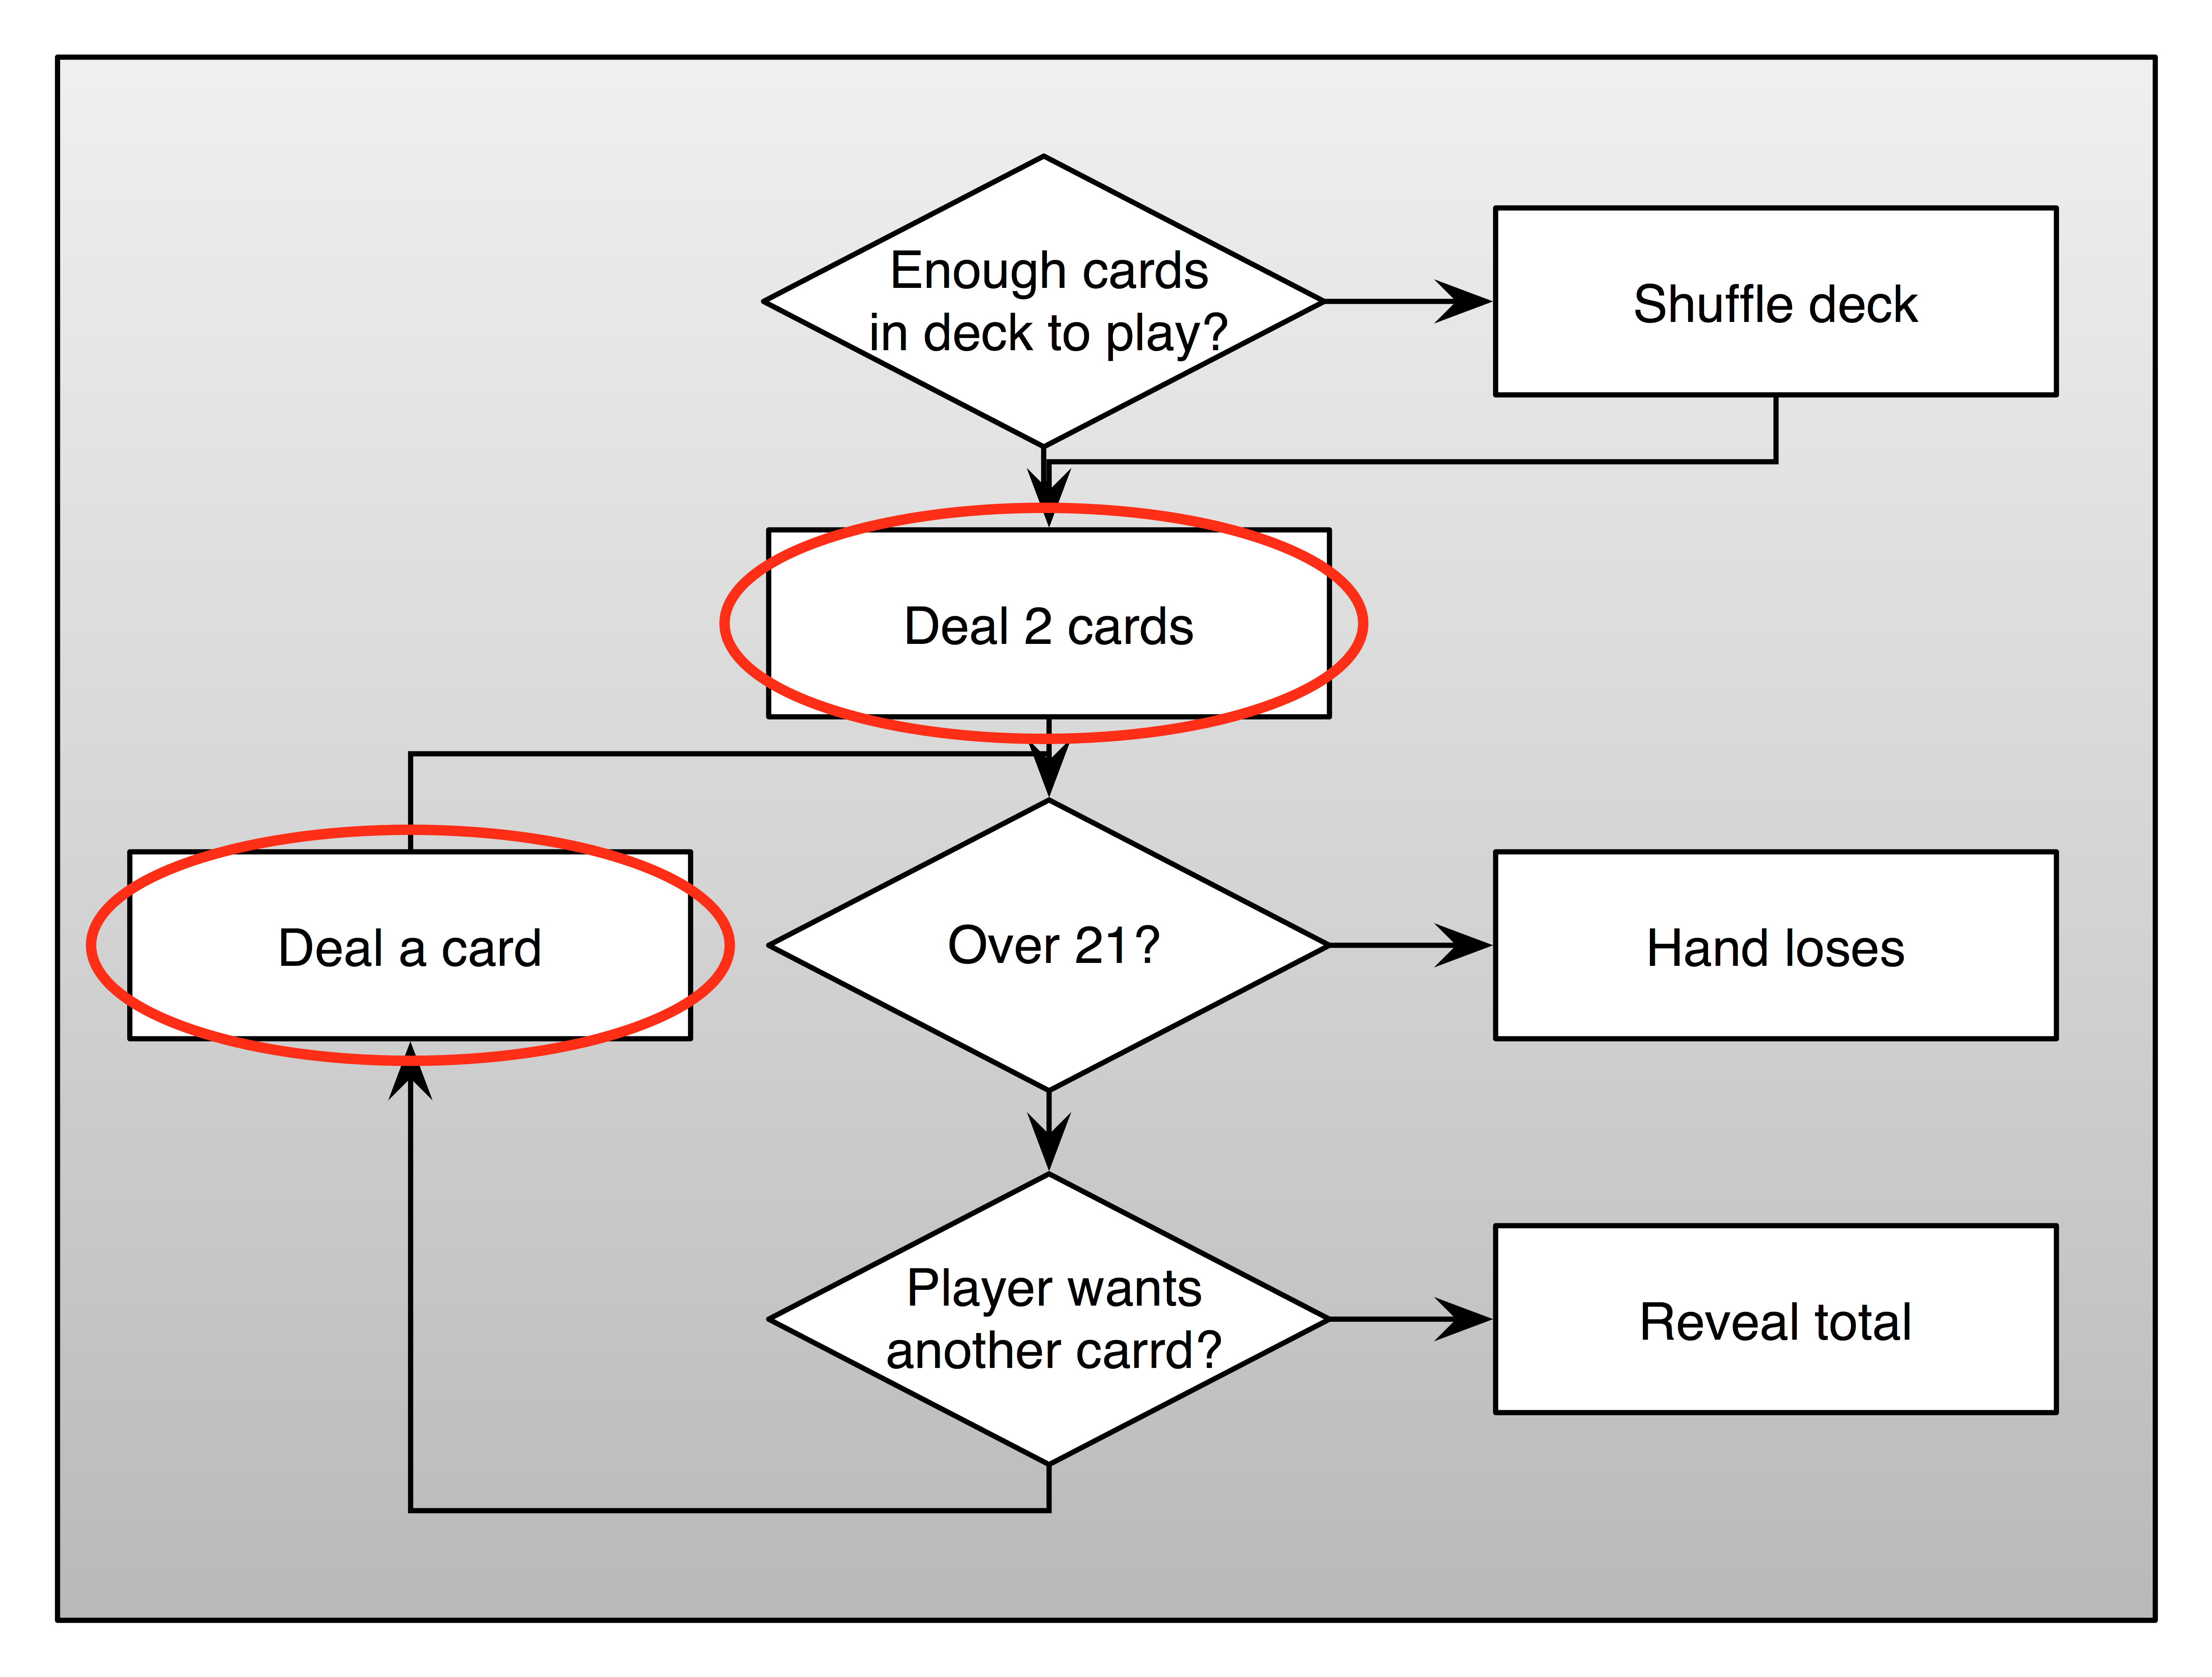 Enough cards
in deck to play?
Shuffle deck
Deal 2 cards
Deal a card
Over 21?
Hand loses
Player wants
another carrd?
Reveal total